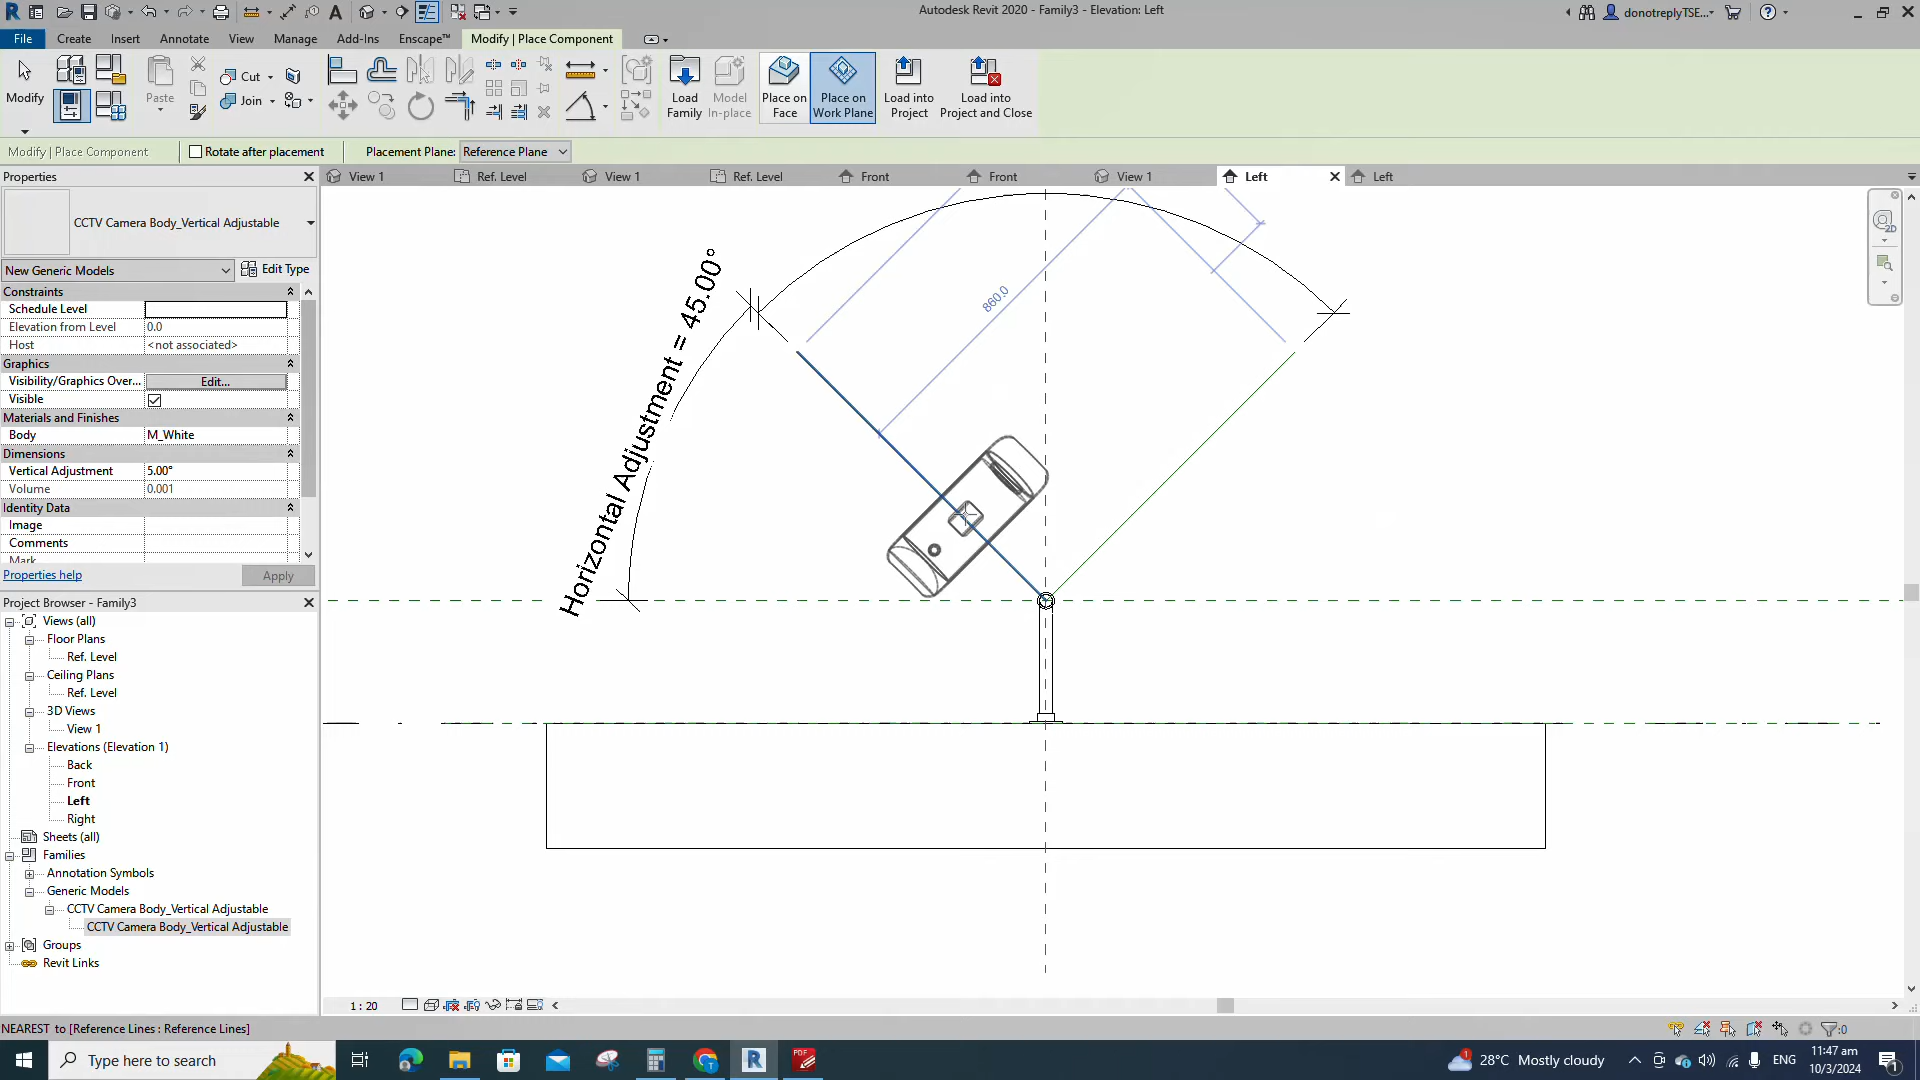 Autodesk Revit 2020 - Family3 - Elevation: Left
donotreplyTSE...
File Create Insert Annotate View Manage Add-Ins Enscape™ Modify | Place Component
Modify
Paste
Cut
Join
Load Family
Model In-place
Place on Face
Place on Work Plane
Load into Project
Load into Project and Close
Modify | Place Component
Rotate after placement
Placement Plane: Reference Plane
Properties
View 1 Ref. Level View 1 Ref. Level Front Front View 1 Left Left
CCTV Camera Body_Vertical Adjustable
New Generic Models
Edit Type
Constraints
Schedule Level
Elevation from Level 0.0
Host <not associated>
Graphics
Visibility/Graphics Over... Edit...
Visible
Materials and Finishes
Body M_White
Dimensions
Vertical Adjustment 5.00°
Volume 0.001
Identity Data
Image
Comments
Mark
Properties help
Apply
Project Browser - Family3
Views (all)
Floor Plans
Ref. Level
Ceiling Plans
Ref. Level
3D Views
View 1
Elevations (Elevation 1)
Back
Front
Left
Right
Sheets (all)
Families
Annotation Symbols
Generic Models
CCTV Camera Body_Vertical Adjustable
CCTV Camera Body_Vertical Adjustable
Groups
Revit Links
Horizontal Adjustment = 45.00°
860.0
2D
1 : 20
NEAREST to [Reference Lines : Reference Lines]
:0
Type here to search
PDF
28°C Mostly cloudy
ENG
11:47 am
10/3/2024